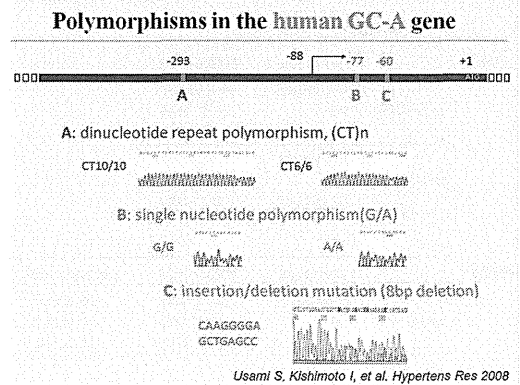 Polymorphisms in the human GC-A gene
-293 -88 -77 -60 +1
ATG
A B C
A: dinucleotide repeat polymorphism, (CT)n
CT10/10 CT6/6
B: single nucleotide polymorphism(G/A)
G/G A/A
C: insertion/deletion mutation (8bp deletion)
CAAGGGGA
GCTGAGCC
Usami S, Kishimoto I, et al. Hypertens Res 2008